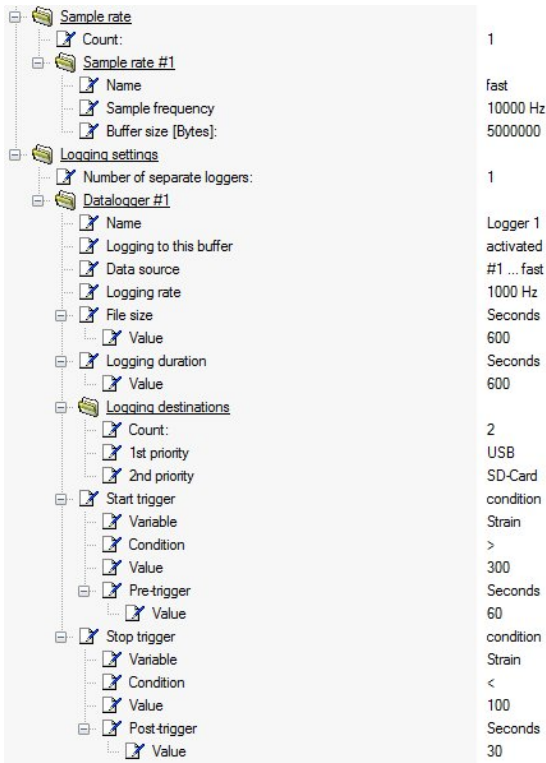 Sample rate
Count: 1
Sample rate #1
Name fast
Sample frequency 10000 Hz
Buffer size [Bytes]: 5000000
Logging settings
Number of separate loggers: 1
Datalogger #1
Name Logger 1
Logging to this buffer activated
Data source #1 ... fast
Logging rate 1000 Hz
File size Seconds
Value 600
Logging duration Seconds
Value 600
Logging destinations
Count: 2
1st priority USB
2nd priority SD-Card
Start trigger condition
Variable Strain
Condition >
Value 300
Pre-trigger Seconds
Value 60
Stop trigger condition
Variable Strain
Condition <
Value 100
Post-trigger Seconds
Value 30